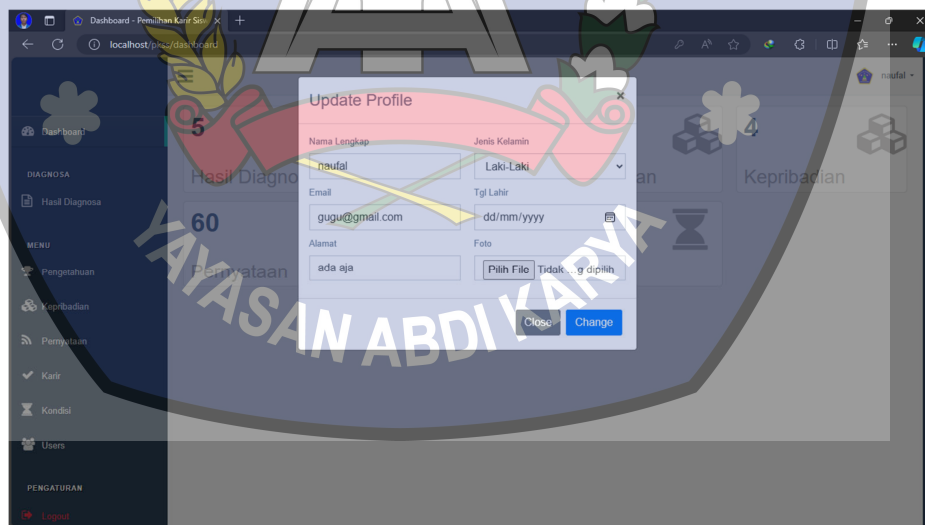 Dashboard - Pemilihan Karir Sisw
localhost/pkss/dashboard
naufal
Dashboard
DIAGNOSA
Hasil Diagnosa
MENU
Pengetahuan
Kepribadian
Pernyataan
Karir
Kondisi
Users
PENGATURAN
Logout
5
Hasil Diagno
an
4
Kepribadian
60
Pernyataan
Update Profile
×
Nama Lengkap
Jenis Kelamin
naufal
Laki-Laki
Email
Tgl Lahir
gugu@gmail.com
dd/mm/yyyy
Alamat
Foto
ada aja
Pilih File Tidak ...g dipilih
Close Change
YAYASAN ABDI KARYA